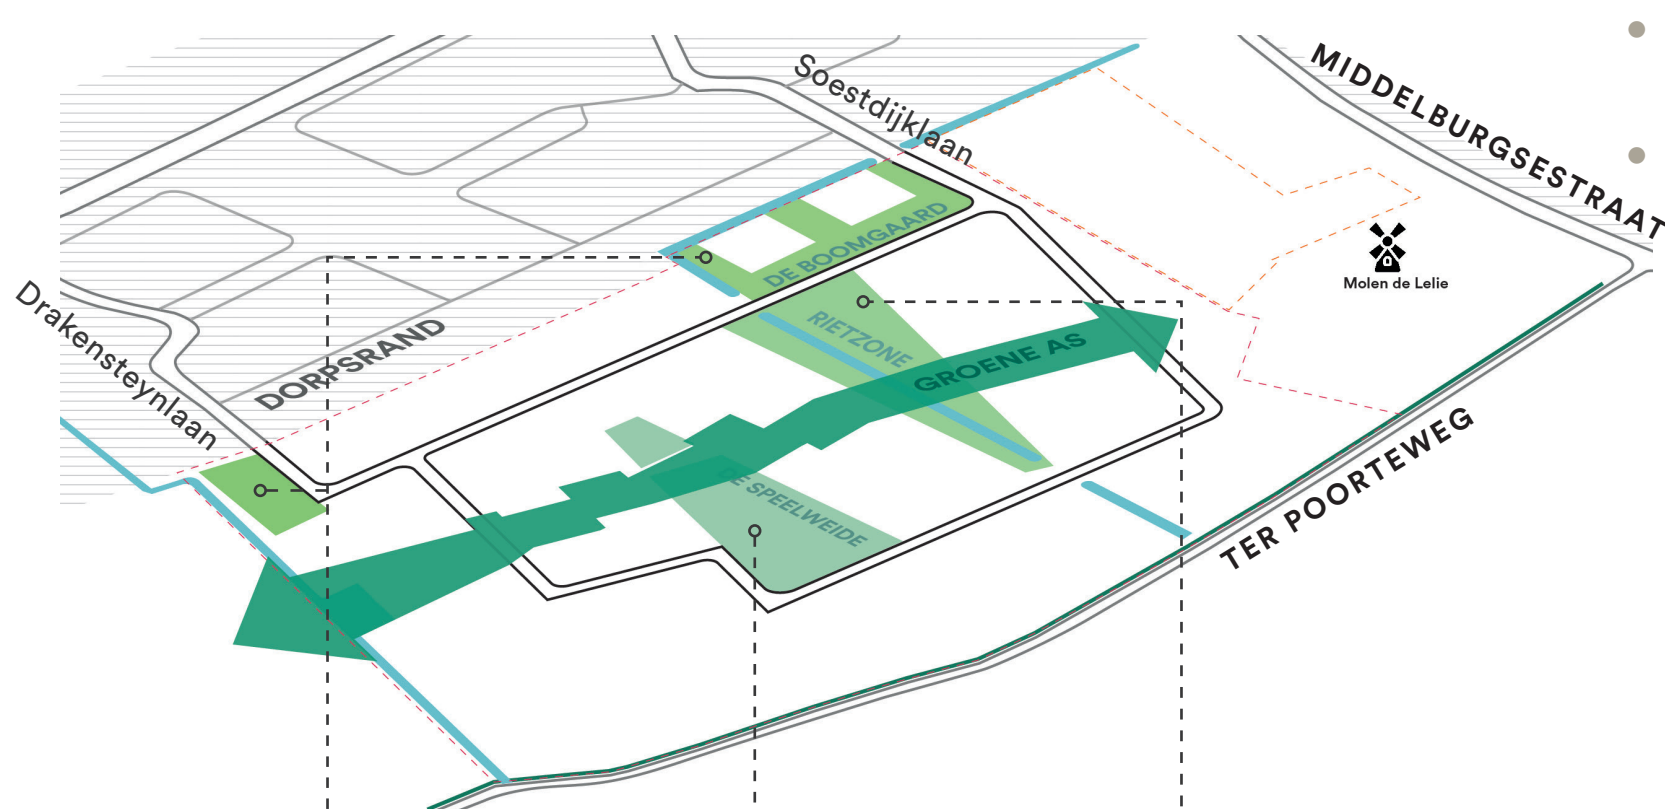 MIDDELBURGSESTRAAT
Soestdijklaan
DE BOOMGAARD
Molen de Lelie
Drakensteynlaan
DORPSRAND
RIETZONE
GROENE AS
DE SPEELWEIDE
TER POORTEWEG